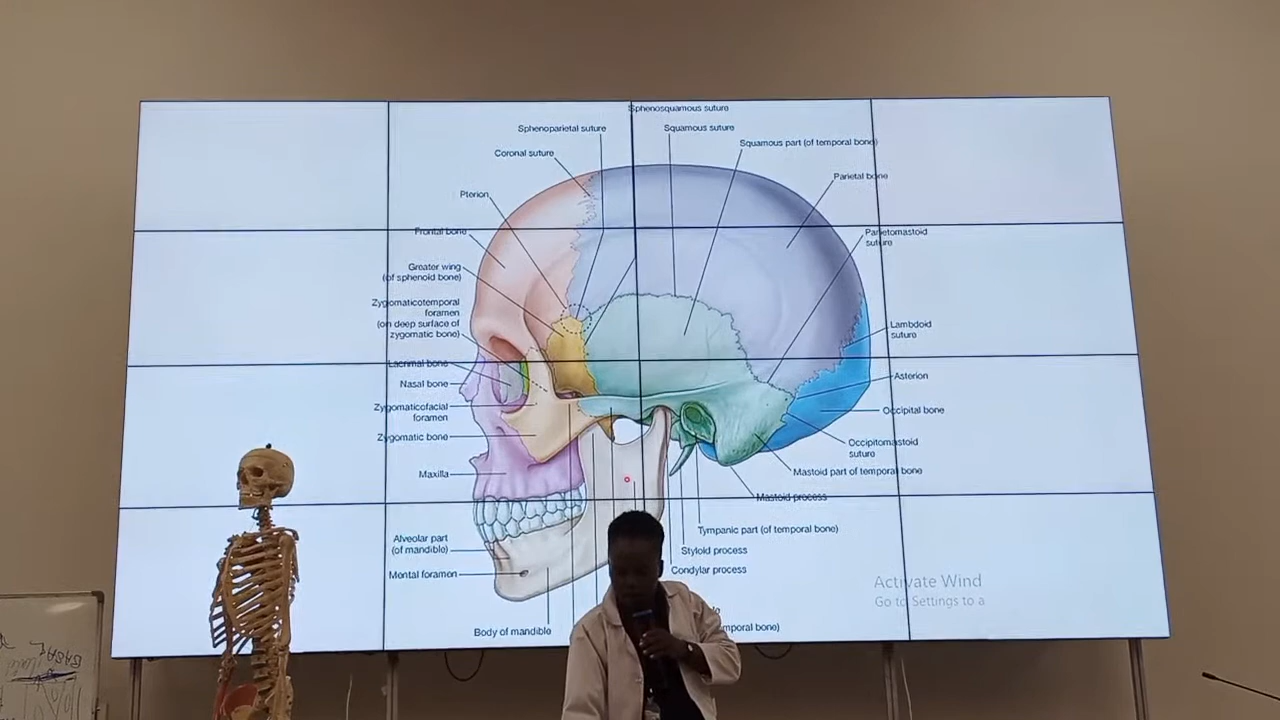 Sphenosquamous suture
Sphenoparietal suture
Squamous suture
Squamous part (of temporal bone)
Coronal suture
Parietal bone
Pterion
Frontal bone
Parietomastoid
suture
Greater wing
(of sphenoid bone)
Zygomaticotemporal
foramen
(on deep surface of
zygomatic bone)
Lambdoid
suture
Lacrimal bone
Nasal bone
Asterion
Zygomaticofacial
foramen
Occipital bone
Zygomatic bone
Occipitomastoid
suture
Maxilla
Mastoid part of temporal bone
Mastoid process
Alveolar part
(of mandible)
Tympanic part (of temporal bone)
Styloid process
Mental foramen
Condylar process
Activate Wind
Go to Settings to a
Body of mandible
mporal bone)